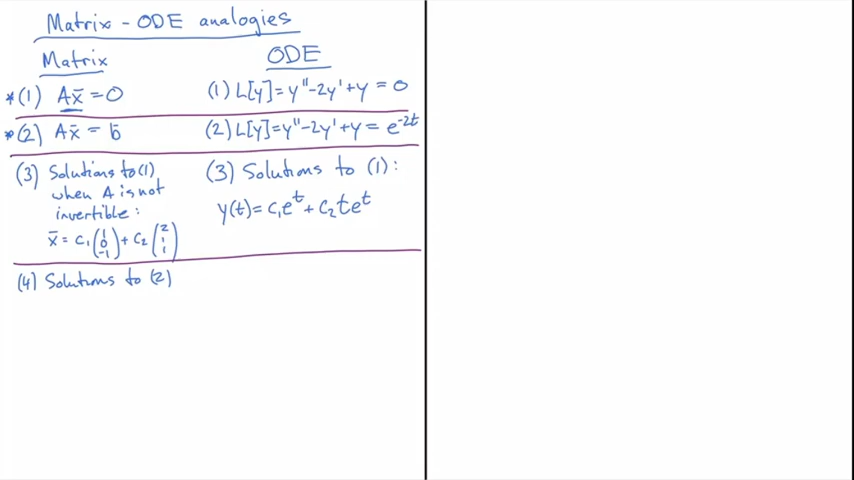 Matrix - ODE analogies
Matrix
ODE
*(1) Ax̄ = 0
(1) L[y] = y'' - 2y' + y = 0
*(2) Ax̄ = b̄
(2) L[y] = y'' - 2y' + y = e^{-2t}
(3) Solutions to (1)
when A is not
invertible:
x̄ = c₁ (1 0 -1) + c₂ (2 1 1)
(3) Solutions to (1):
y(t) = c₁e^t + c₂te^t
(4) Solutions to (2)